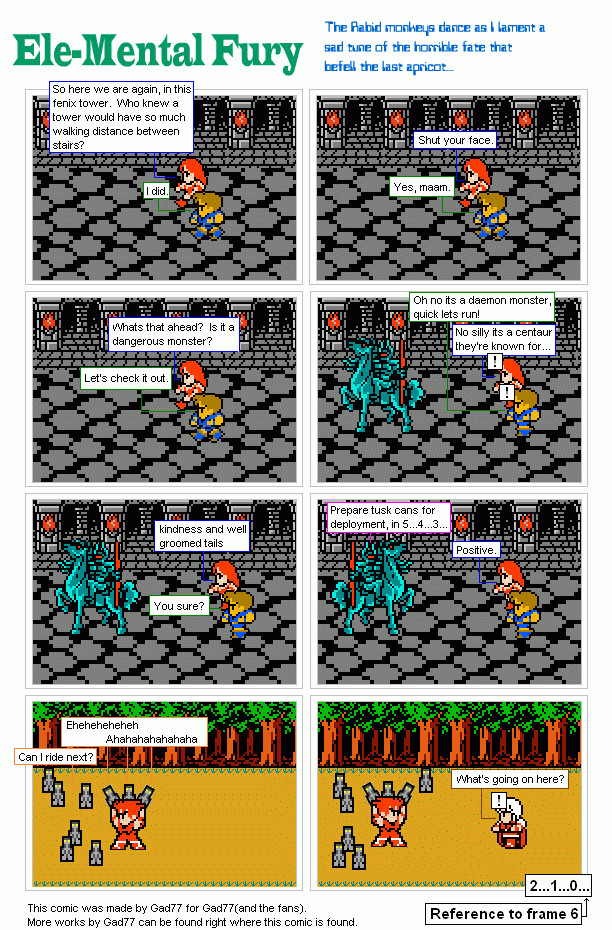 Ele-Mental Fury
The Rabid monkeys dance as I lament a
sad tune of the horrible fate that
befell the last apricot...
So here we are again, in this
fenix tower. Who knew a
tower would have so much
walking distance between
stairs?
I did.
Shut your face.
Yes, maam.
Whats that ahead? Is it a
dangerous monster?
Let's check it out.
Oh no its a daemon monster,
quick lets run!
No silly its a centaur
they're known for...
!
!
kindness and well
groomed tails
You sure?
Prepare tusk cans for
deployment, in 5...4...3...
Positive.
Eheheheheheh
Ahahahahahahaha
Can I ride next?
What's going on here?
!
2...1...0...
Reference to frame 6
This comic was made by Gad77 for Gad77(and the fans).
More works by Gad77 can be found right where this comic is found.